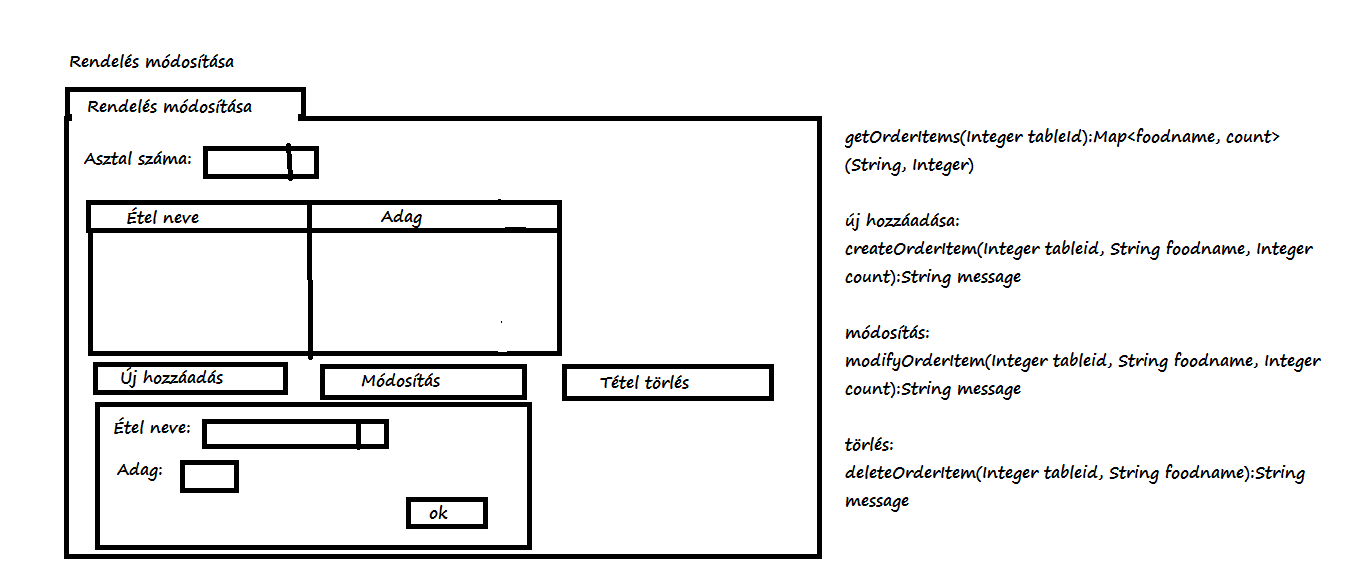 Rendelés módosítása
Rendelés módosítása
Asztal száma:
Étel neve
Adag
Új hozzáadás
Módosítás
Tétel törlés
Étel neve:
Adag:
ok
getOrderItems(Integer tableId):Map<foodname, count>
(String, Integer)
új hozzáadása:
createOrderItem(Integer tableid, String foodname, Integer
count):String message
módosítás:
modifyOrderItem(Integer tableid, String foodname, Integer
count):String message
törlés:
deleteOrderItem(Integer tableid, String foodname):String
message